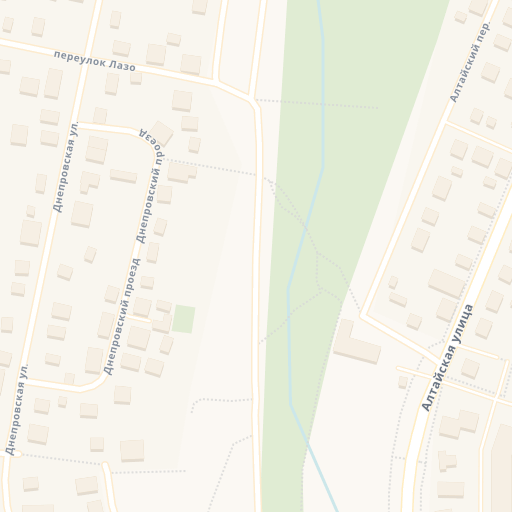 Алтайский пер.
переулок Лазо
Днепровская ул.
Днепровский проезд
Днепровский проезд
Алтайская улица
Днепровская ул.